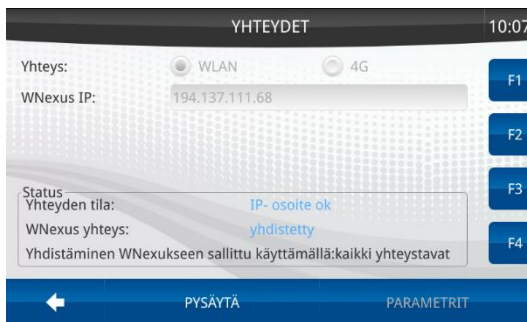 YHTEYDET
10:07
Yhteys:
WLAN
4G
F1
WNexus IP:
194.137.111.68
F2
Status
F3
Yhteyden tila:
IP- osoite ok
WNexus yhteys:
yhdistetty
F4
Yhdistäminen WNexukseen sallittu käyttämällä:kaikki yhteystavat
PYSÄYTÄ
PARAMETRIT